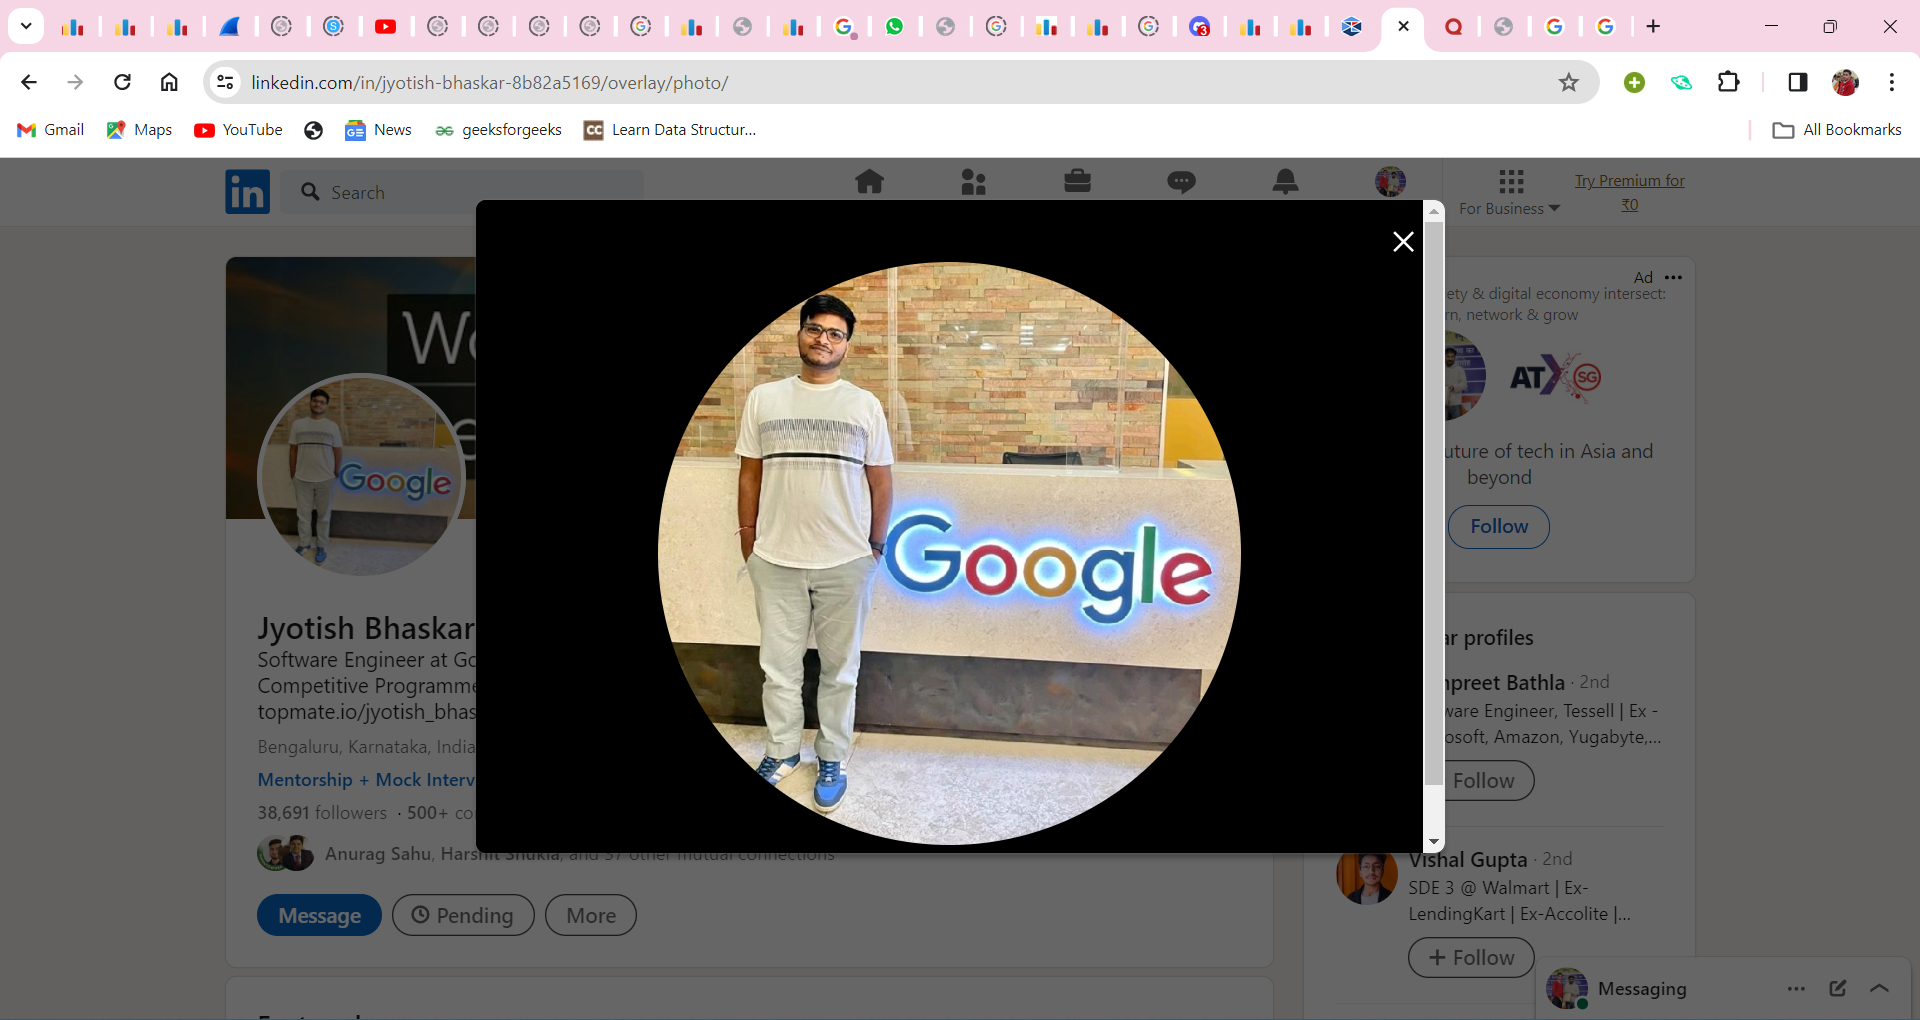 linkedin.com/in/jyotish-bhaskar-8b82a5169/overlay/photo/
Gmail
Maps
YouTube
News
geeksforgeeks
Learn Data Structur...
All Bookmarks
in
Search
For Business
Try Premium for
₹0
Ad
ety & digital economy intersect:
rn, network & grow
ATX SG
uture of tech in Asia and
beyond
Follow
Google
Google
Jyotish Bhaskar
Software Engineer at Go
Competitive Programme
topmate.io/jyotish_bhas
Bengaluru, Karnataka, India
Mentorship + Mock Interv
38,691 followers · 500+ co
Anurag Sahu, Harshit Shukla, and 57 other mutual connections
Message
Pending
More
ar profiles
npreet Bathla · 2nd
ware Engineer, Tessell | Ex -
osoft, Amazon, Yugabyte,...
Follow
Vishal Gupta · 2nd
SDE 3 @ Walmart | Ex-
LendingKart | Ex-Accolite |...
+ Follow
Messaging